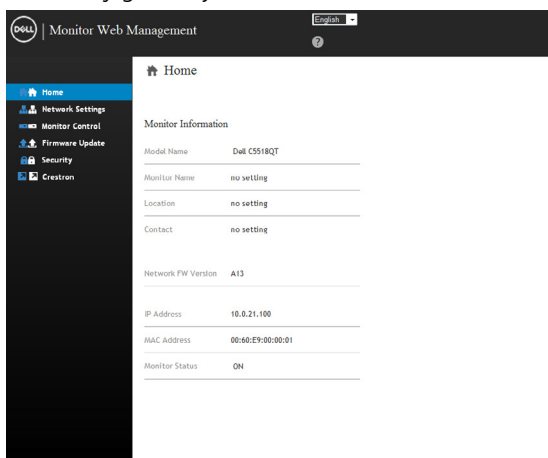 DELL | Monitor Web Management
English
Home
Home
Network Settings
Monitor Control
Firmware Update
Security
Crestron
Monitor Information
Model Name Dell C5518QT
Monitor Name no setting
Location no setting
Contact no setting
Network FW Version A13
IP Address 10.0.21.100
MAC Address 00:60:E9:00:00:01
Monitor Status ON